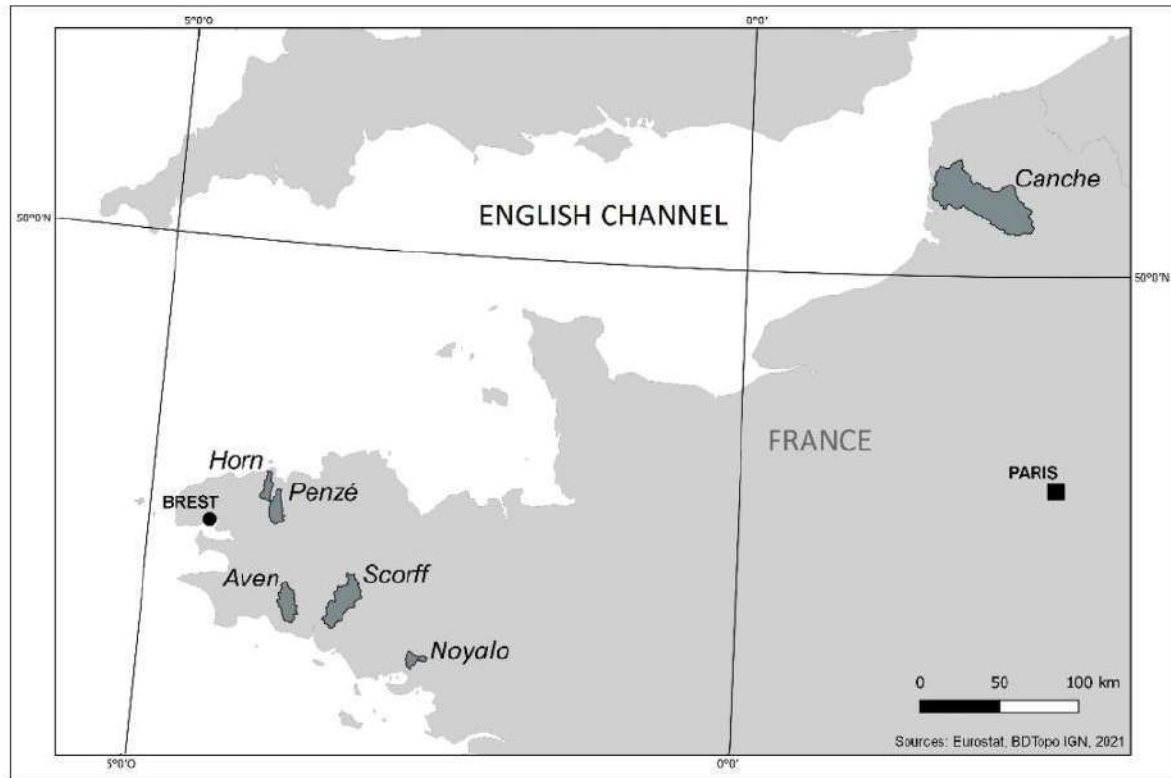 5°0'O
0°0'
Canche
50°0'N
ENGLISH CHANNEL
50°0'N
FRANCE
Horn
Penzé
BREST
PARIS
Aven
Scorff
Noyalo
0 50 100 km
Sources: Eurostat, BDTopo IGN, 2021
5°0'O
0°0'